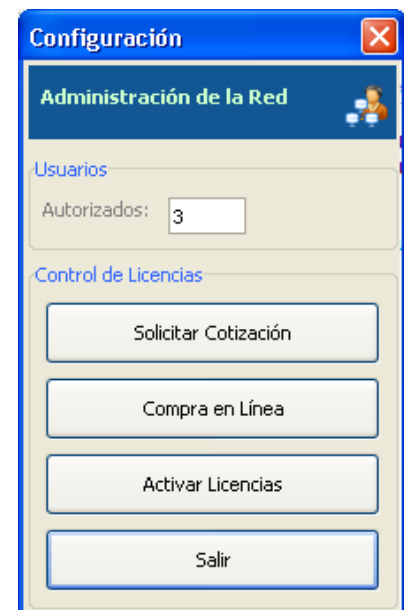 Configuración
Administración de la Red
Usuarios
Autorizados: 3
Control de Licencias
Solicitar Cotización
Compra en Línea
Activar Licencias
Salir